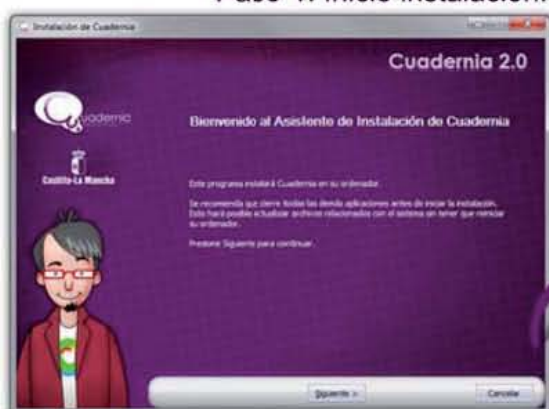 Paso 1. Inicio instalación.
Instalación de Cuadernia
Cuadernia 2.0
Cuadernia
Bienvenido al Asistente de Instalación de Cuadernia
Castilla-La Mancha
Este programa instalará Cuadernia en su ordenador.
Se recomienda que cierre todas las demás aplicaciones antes de iniciar la instalación.
Esto hará posible actualizar archivos relacionados con el sistema sin tener que reiniciar
su ordenador.
Presione Siguiente para continuar.
Siguiente >
Cancelar